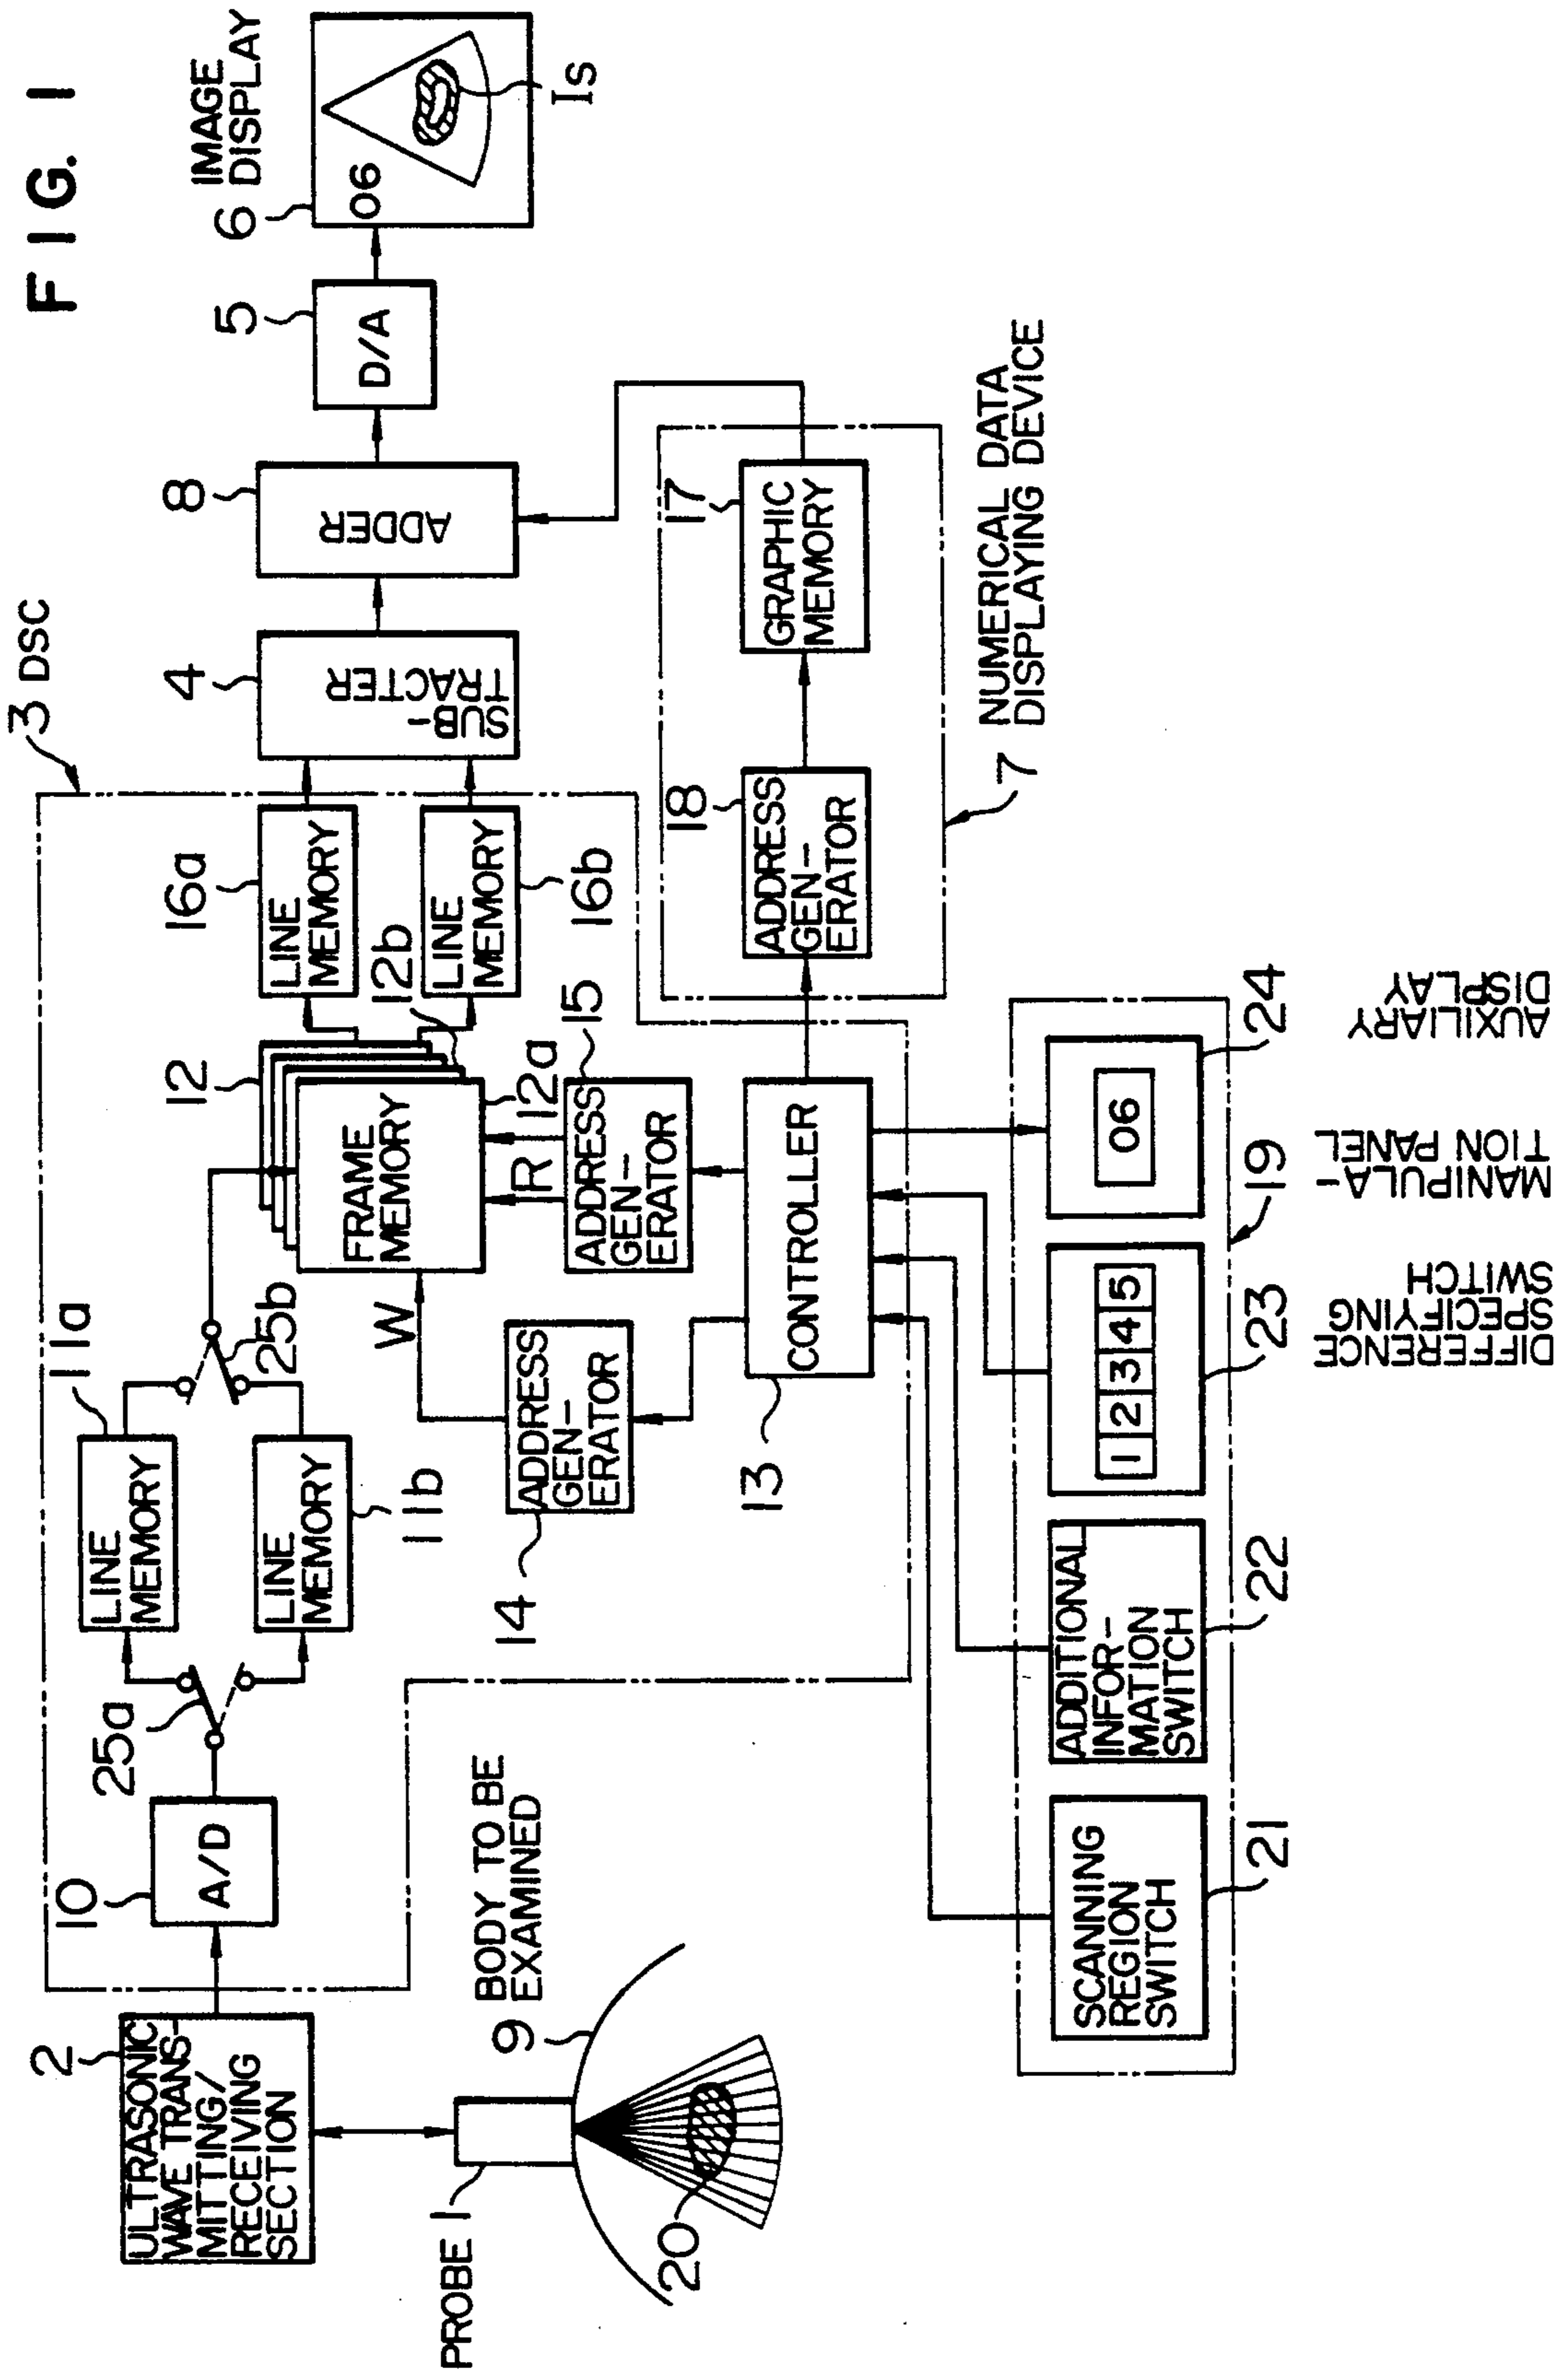 FIG. 1
3 DSC
2
ULTRASONIC
WAVE TRANS-
MITTING/
RECEIVING
SECTION
10
A/D
25a
11a
LINE
MEMORY
LINE
MEMORY
11b
25b
12
FRAME
MEMORY
12a
12b
16a
LINE
MEMORY
LINE
MEMORY
16b
4
SUB-
TRACTER
8
ADDER
5
D/A
6
IMAGE
DISPLAY
06
Is
PROBE 1
9
BODY TO BE
EXAMINED
20
14
ADDRESS
GEN-
ERATOR
W
R
15
ADDRESS
GEN-
ERATOR
13
CONTROLLER
18
ADDRESS
GEN-
ERATOR
17
GRAPHIC
MEMORY
7
NUMERICAL DATA
DISPLAYING DEVICE
SCANNING
REGION
SWITCH
21
ADDITIONAL
INFOR-
MATION
SWITCH
22
1 2 3 4 5
23
DIFFERENCE
SPECIFYING
SWITCH
19
MANIPULA-
TION PANEL
06
24
AUXILIARY
DISPLAY